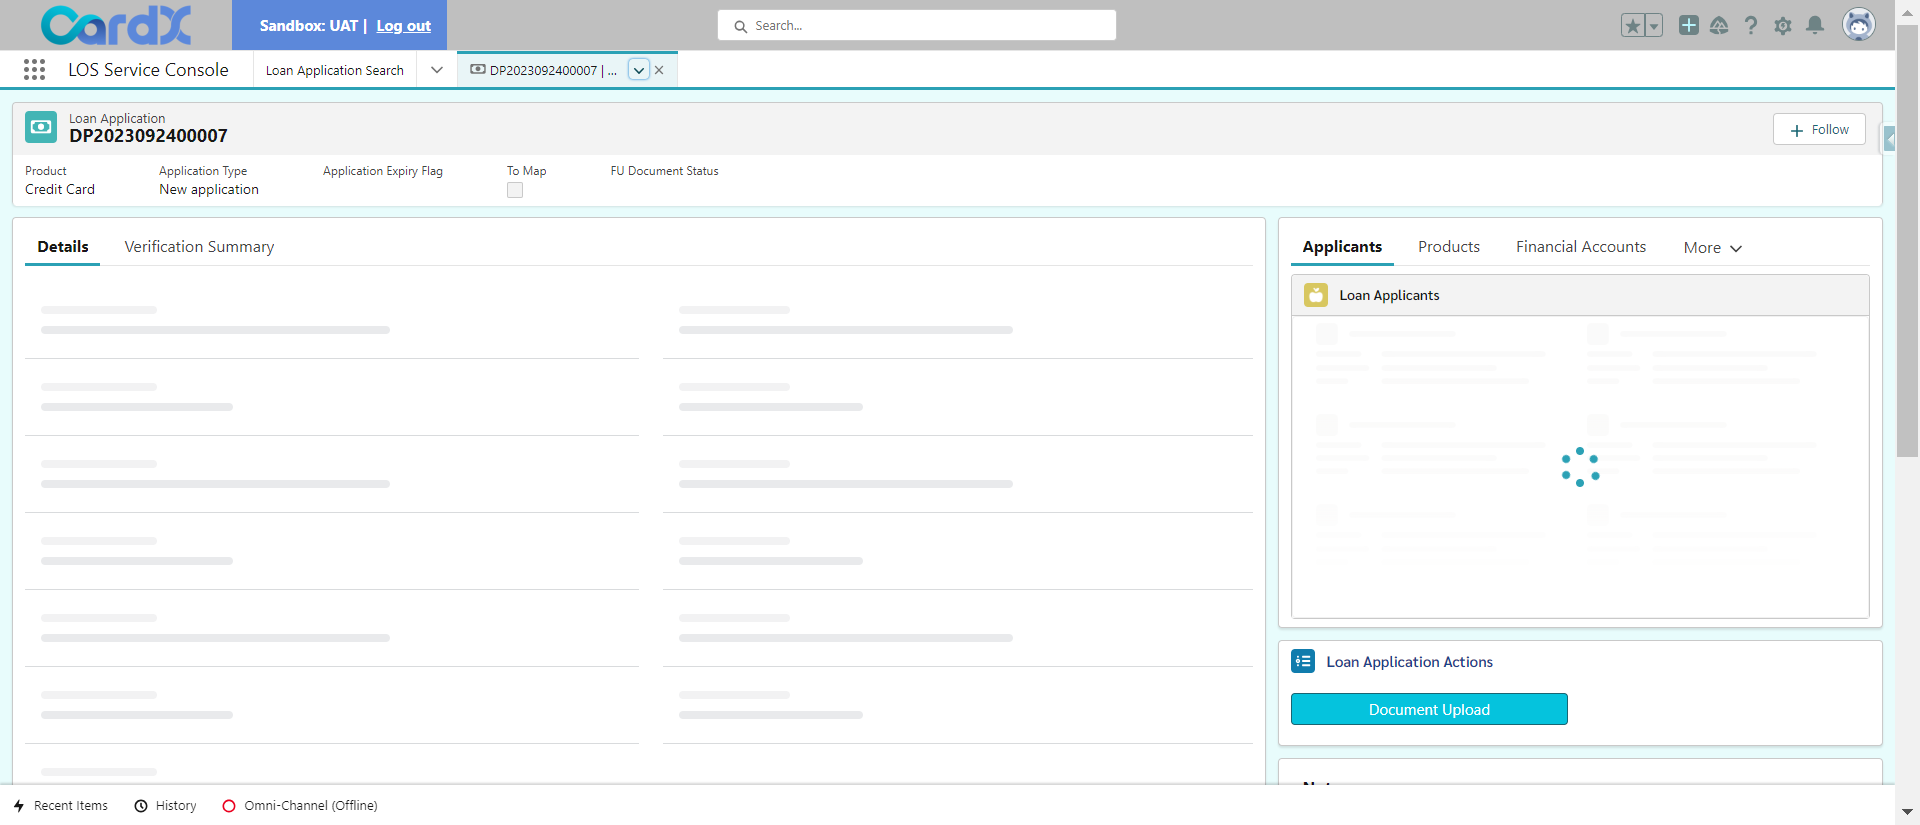 CardX
Sandbox: UAT | Log out
Search...
LOS Service Console
Loan Application Search
DP2023092400007 | ...
Loan Application
DP2023092400007
Follow
Product
Application Type
Application Expiry Flag
To Map
FU Document Status
Credit Card
New application
Details
Verification Summary
Applicants
Products
Financial Accounts
More
Loan Applicants
Loan Application Actions
Document Upload
Recent Items
History
Omni-Channel (Offline)